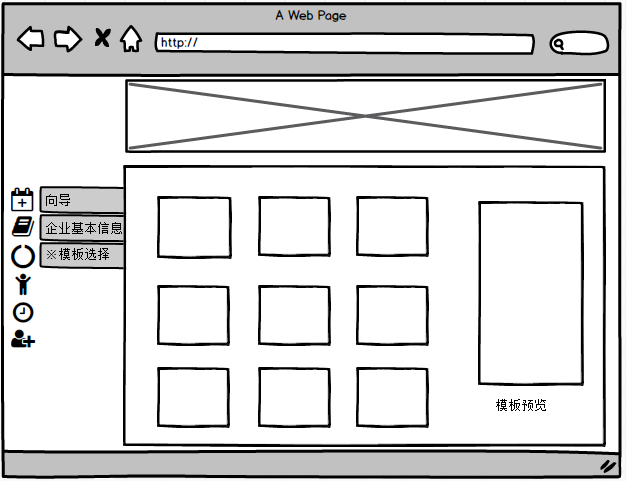 A Web Page
http://
向导
企业基本信息
※模板选择
模板预览